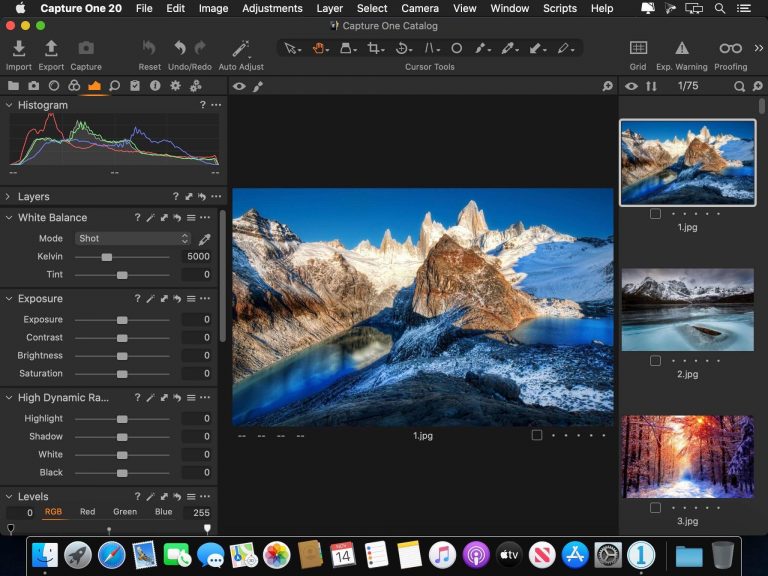 Capture One 20 File Edit Image Adjustments Layer Select Camera View Window Scripts Help
Capture One Catalog
Import Export Capture Reset Undo/Redo Auto Adjust Cursor Tools Grid Exp. Warning Proofing
1/75
Histogram ? ...
-- -- --
Layers ?
White Balance ? ...
Mode Shot
Kelvin 5000
Tint 0
Exposure ? ...
Exposure 0
Contrast 0
Brightness 0
Saturation 0
High Dynamic Ra... ? ...
Highlight 0
Shadow 0
White 0
Black 0
Levels ? ...
0 RGB Red Green Blue 255
-- -- -- -- 1.jpg
1.jpg
2.jpg
3.jpg
NOV
14
tv
1